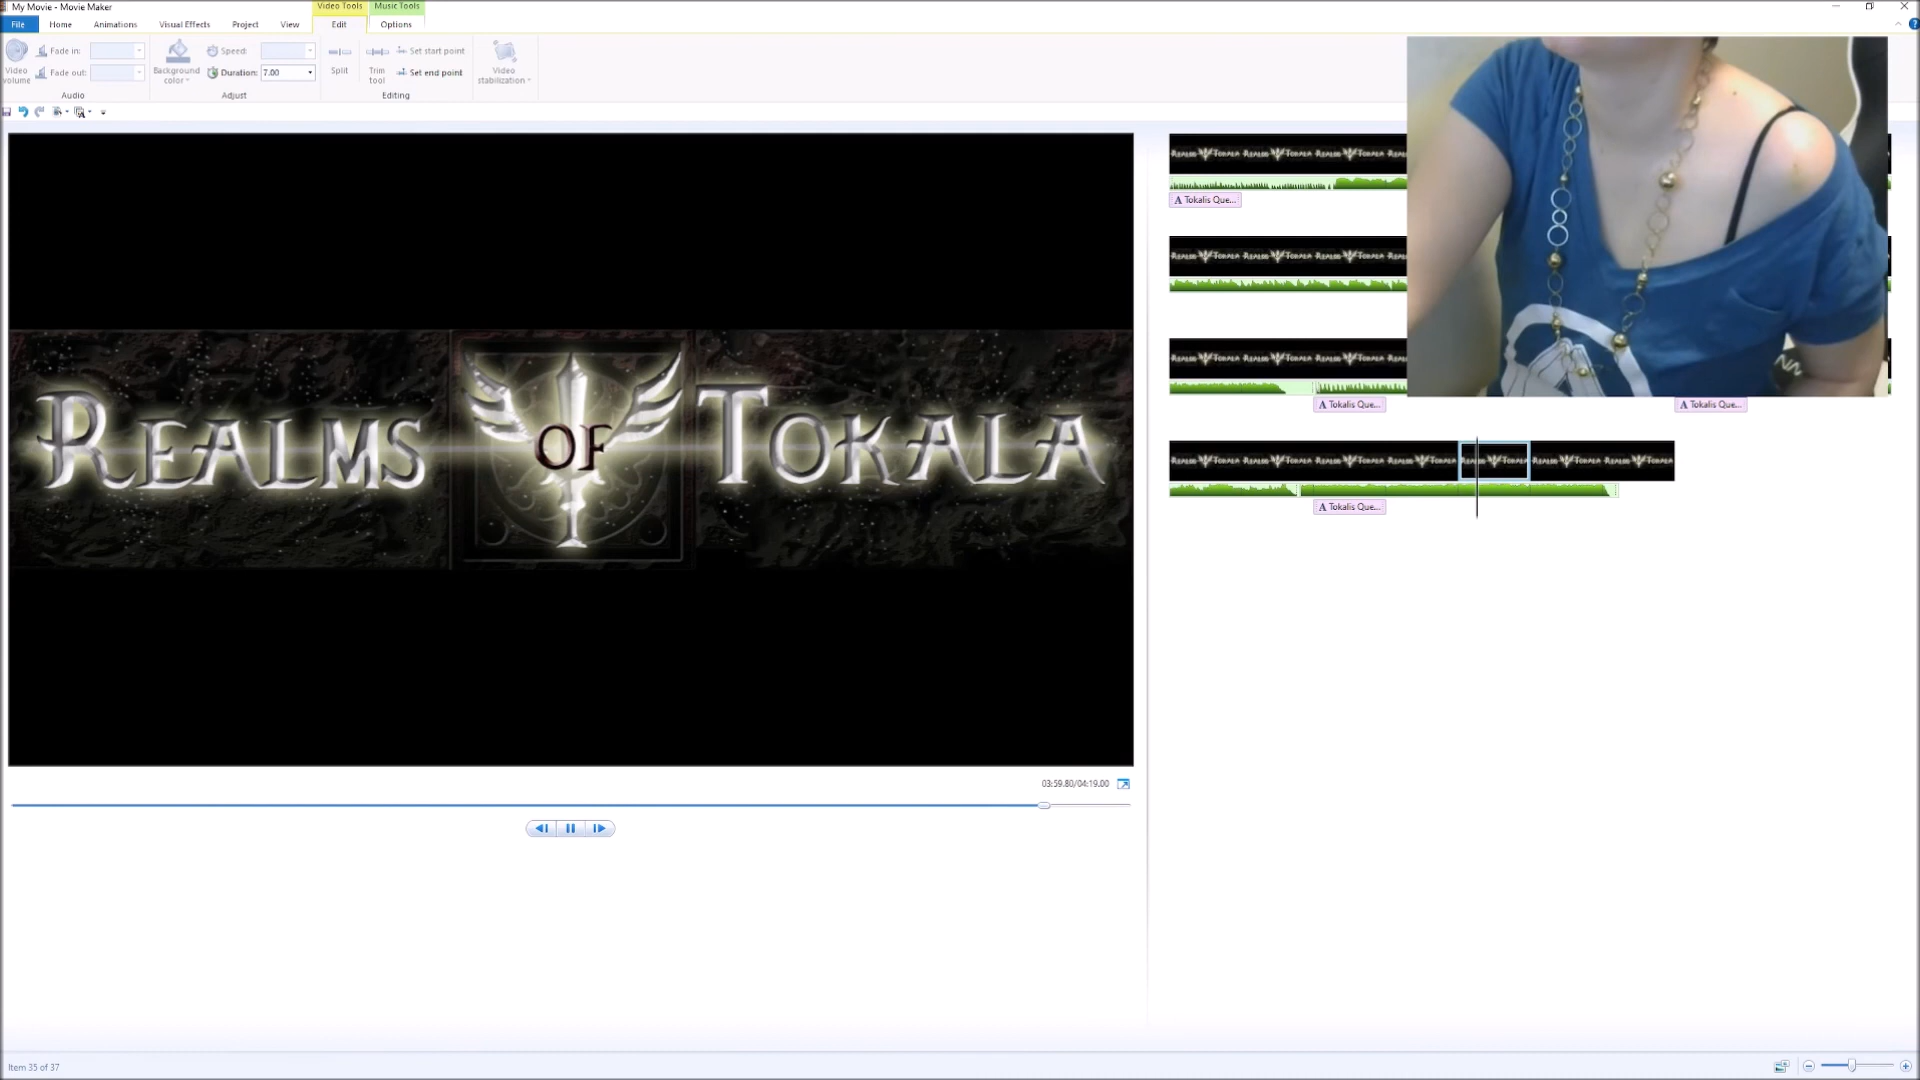 My Movie - Movie Maker
Video Tools
Music Tools
File
Home
Animations
Visual Effects
Project
View
Edit
Options
Video volume
Fade in:
Fade out:
Audio
Background color
Speed:
Duration: 7.00
Adjust
Split
Trim tool
Set start point
Set end point
Editing
Video stabilization
REALMS OF TOKALA
03:59.80/04:19.00
A Tokalis Que...
A Tokalis Que...
A Tokalis Que...
A Tokalis Que...
Item 35 of 37